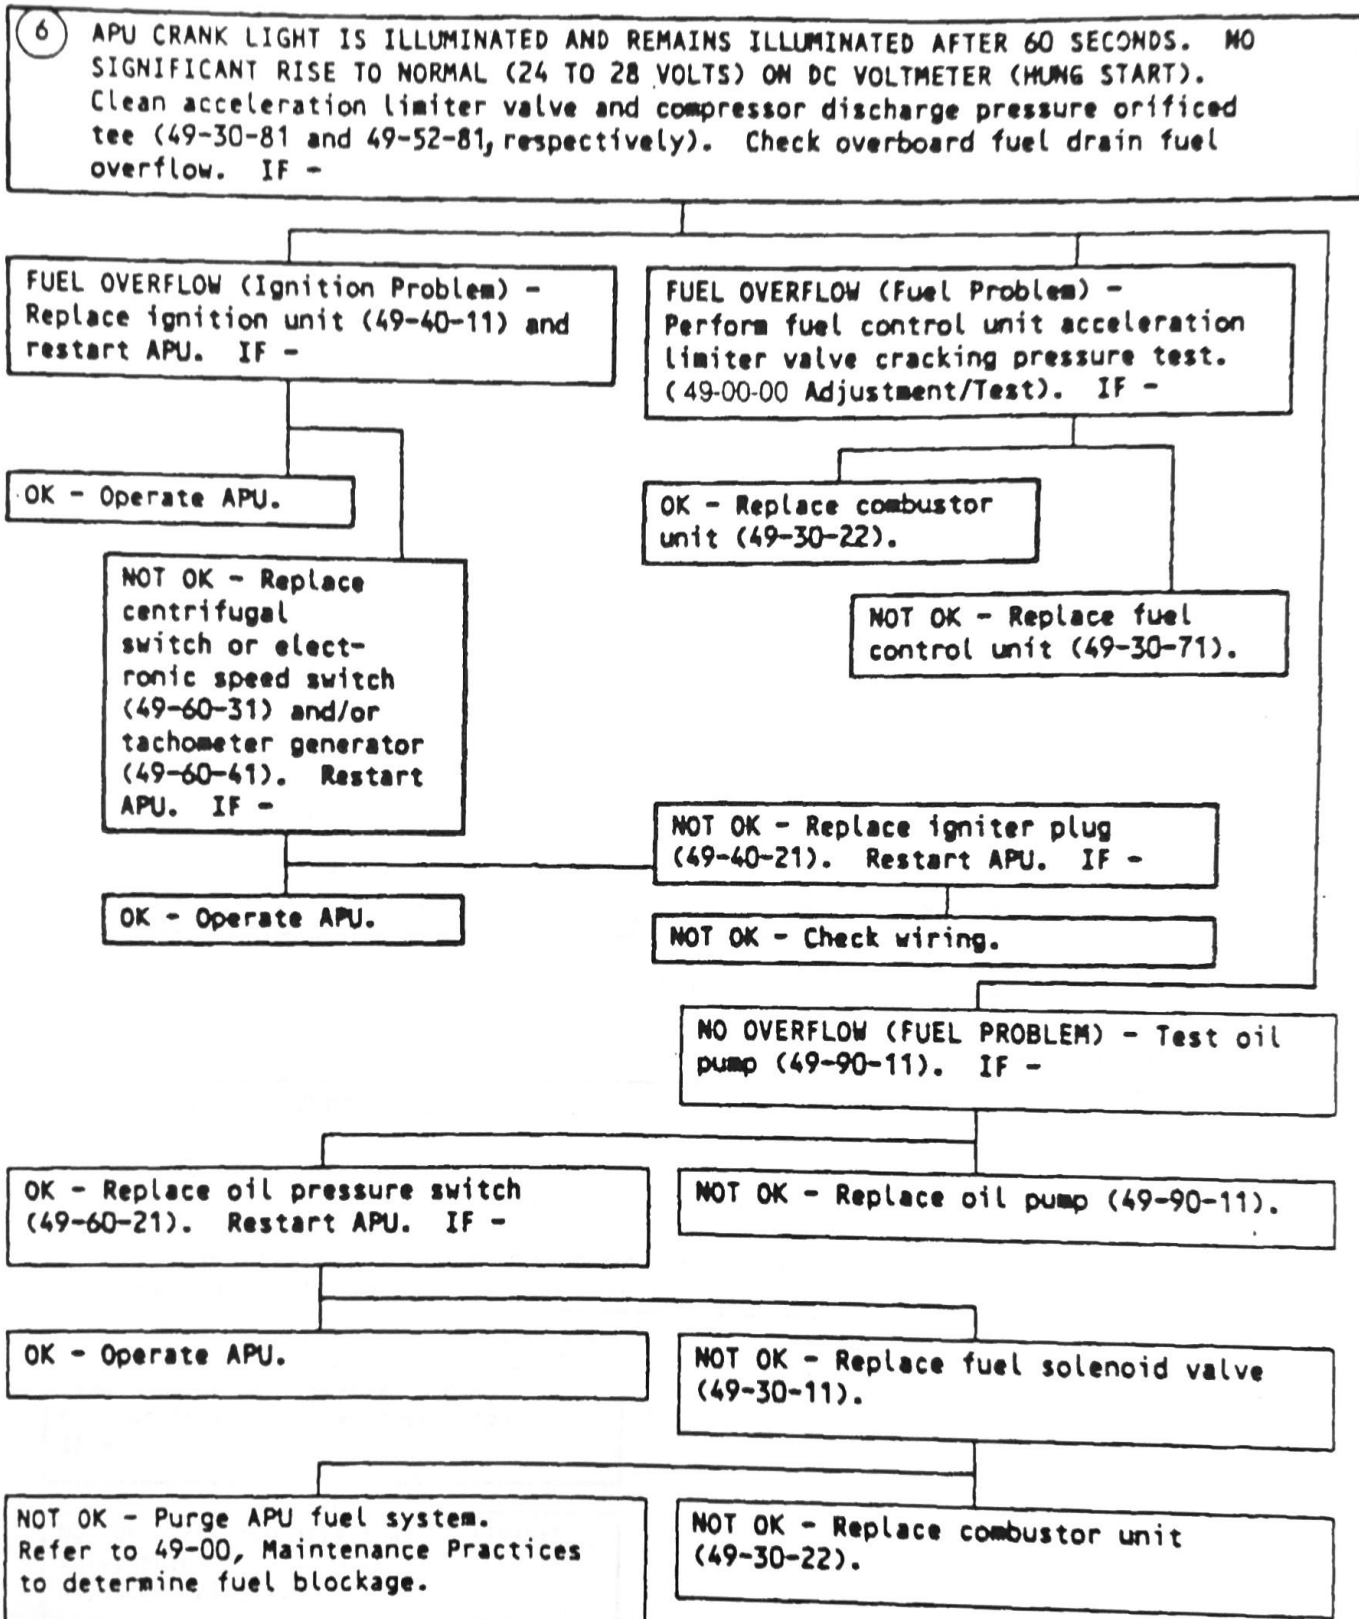 6
APU CRANK LIGHT IS ILLUMINATED AND REMAINS ILLUMINATED AFTER 60 SECONDS. NO
SIGNIFICANT RISE TO NORMAL (24 TO 28 VOLTS) ON DC VOLTMETER (HUNG START).
Clean acceleration limiter valve and compressor discharge pressure orificed
tee (49-30-81 and 49-52-81, respectively). Check overboard fuel drain fuel
overflow. IF -
FUEL OVERFLOW (Ignition Problem) -
Replace ignition unit (49-40-11) and
restart APU. IF -
FUEL OVERFLOW (Fuel Problem) -
Perform fuel control unit acceleration
limiter valve cracking pressure test.
(49-00-00 Adjustment/Test). IF -
OK - Operate APU.
OK - Replace combustor
unit (49-30-22).
NOT OK - Replace
centrifugal
switch or elect-
ronic speed switch
(49-60-31) and/or
tachometer generator
(49-60-41). Restart
APU. IF -
NOT OK - Replace fuel
control unit (49-30-71).
NOT OK - Replace igniter plug
(49-40-21). Restart APU. IF -
OK - Operate APU.
NOT OK - Check wiring.
NO OVERFLOW (FUEL PROBLEM) - Test oil
pump (49-90-11). IF -
OK - Replace oil pressure switch
(49-60-21). Restart APU. IF -
NOT OK - Replace oil pump (49-90-11).
OK - Operate APU.
NOT OK - Replace fuel solenoid valve
(49-30-11).
NOT OK - Purge APU fuel system.
Refer to 49-00, Maintenance Practices
to determine fuel blockage.
NOT OK - Replace combustor unit
(49-30-22).